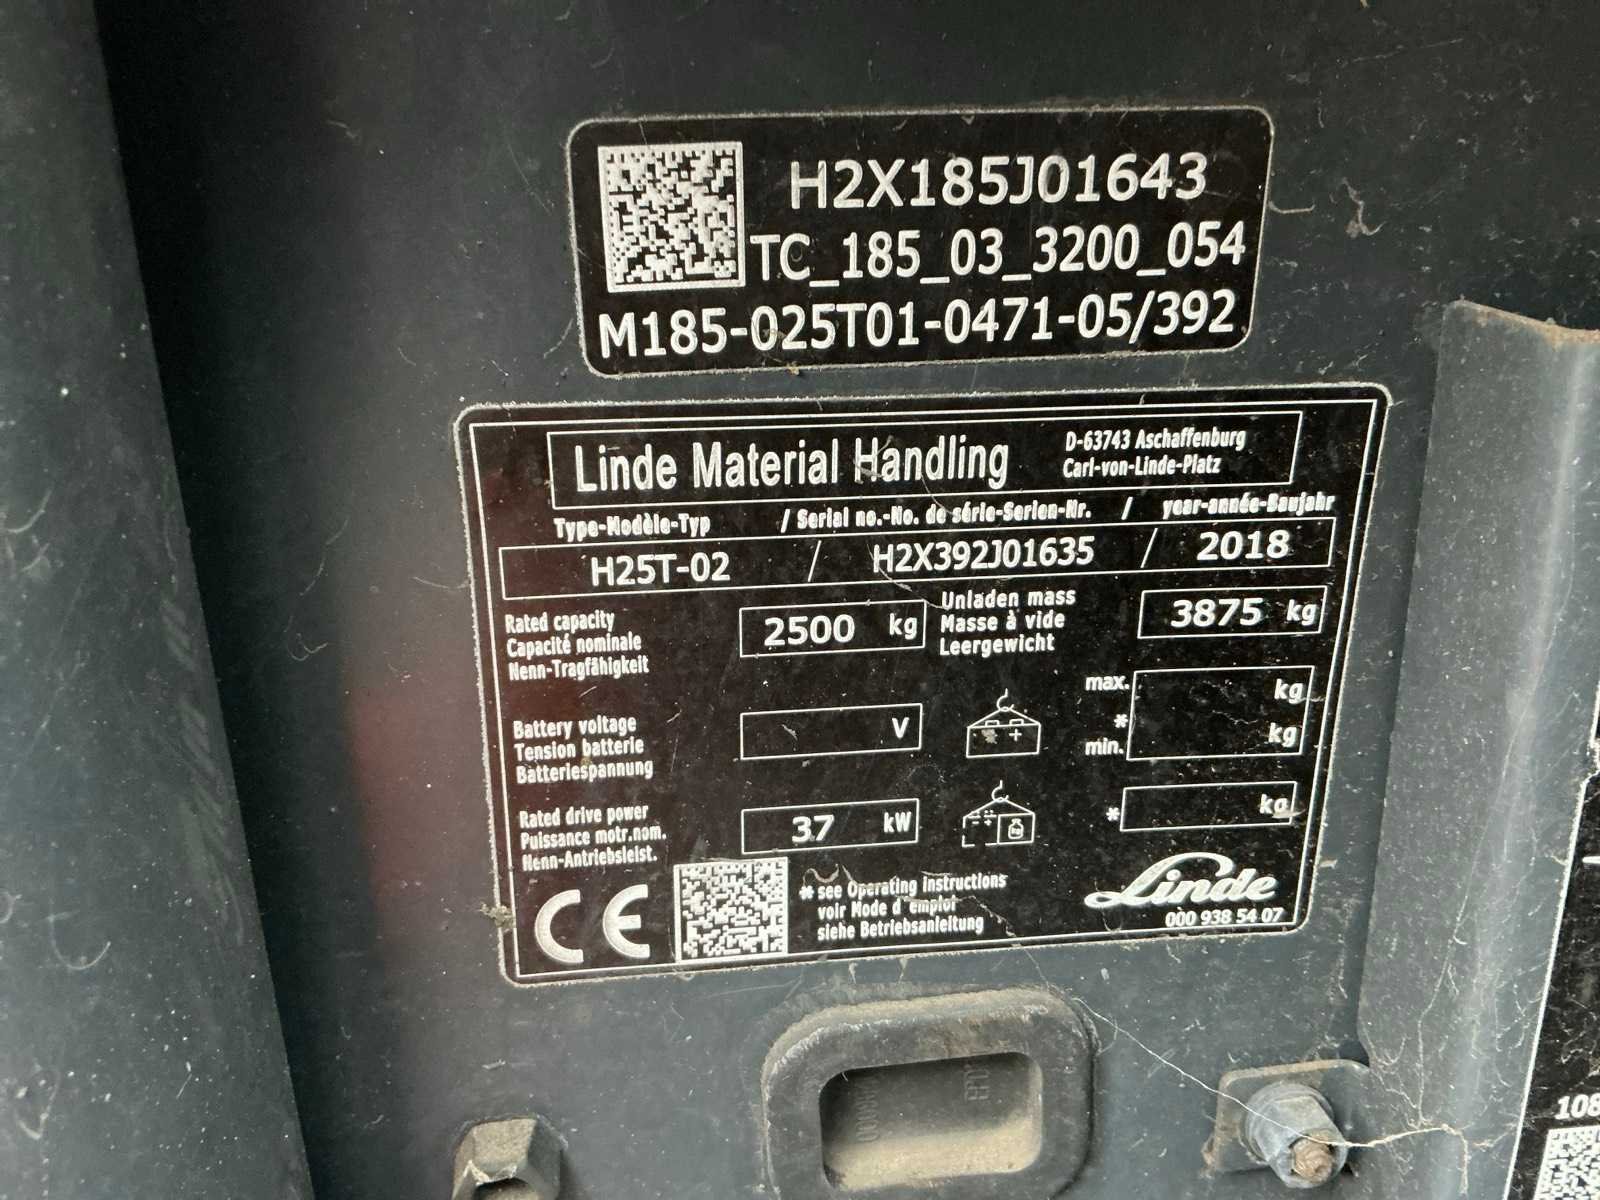 H2X185J01643
TC_185_03_3200_054
M185-025T01-0471-05/392
Linde Material Handling
D-63743 Aschaffenburg
Carl-von-Linde-Platz
Type-Modèle-Typ / Serial no.-No. de série-Serien-Nr. / year-année-Baujahr
H25T-02 / H2X392J01635 / 2018
Rated capacity
Capacité nominale
Nenn-Tragfähigkeit
2500 kg
Unladen mass
Masse à vide
Leergewicht
3875 kg
Battery voltage
Tension batterie
Batteriespannung
V
- +
max. kg
*
min. kg
Rated drive power
Puissance motr.nom.
Nenn-Antriebsleist.
37 kW
- + kg
* kg
CE
* see Operating Instructions
voir Mode d'emploi
siehe Betriebsanleitung
Linde
000 938 54 07
108